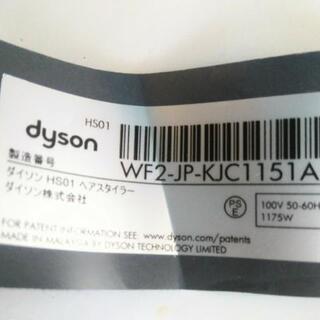 HS01
dyson
製造番号
WF2-JP-KJC1151A
ダイソン HS01 ヘアスタイラー
ダイソン株式会社
PS
E
100V 50-60H
1175W
FOR PATENT INFORMATION SEE: www.dyson.com/patents
MADE IN MALAYSIA BY DYSON TECHNOLOGY LIMITED